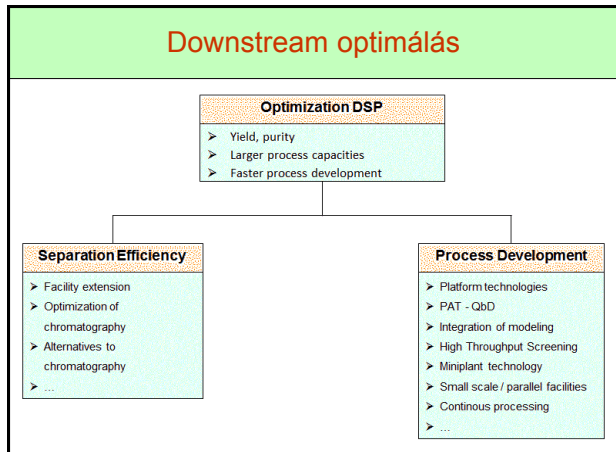 Downstream optimálás
Optimization DSP
➢ Yield, purity
➢ Larger process capacities
➢ Faster process development
Separation Efficiency
➢ Facility extension
➢ Optimization of
chromatography
➢ Alternatives to
chromatography
➢ ...
Process Development
➢ Platform technologies
➢ PAT - QbD
➢ Integration of modeling
➢ High Throughput Screening
➢ Miniplant technology
➢ Small scale / parallel facilities
➢ Continous processing
➢ ...